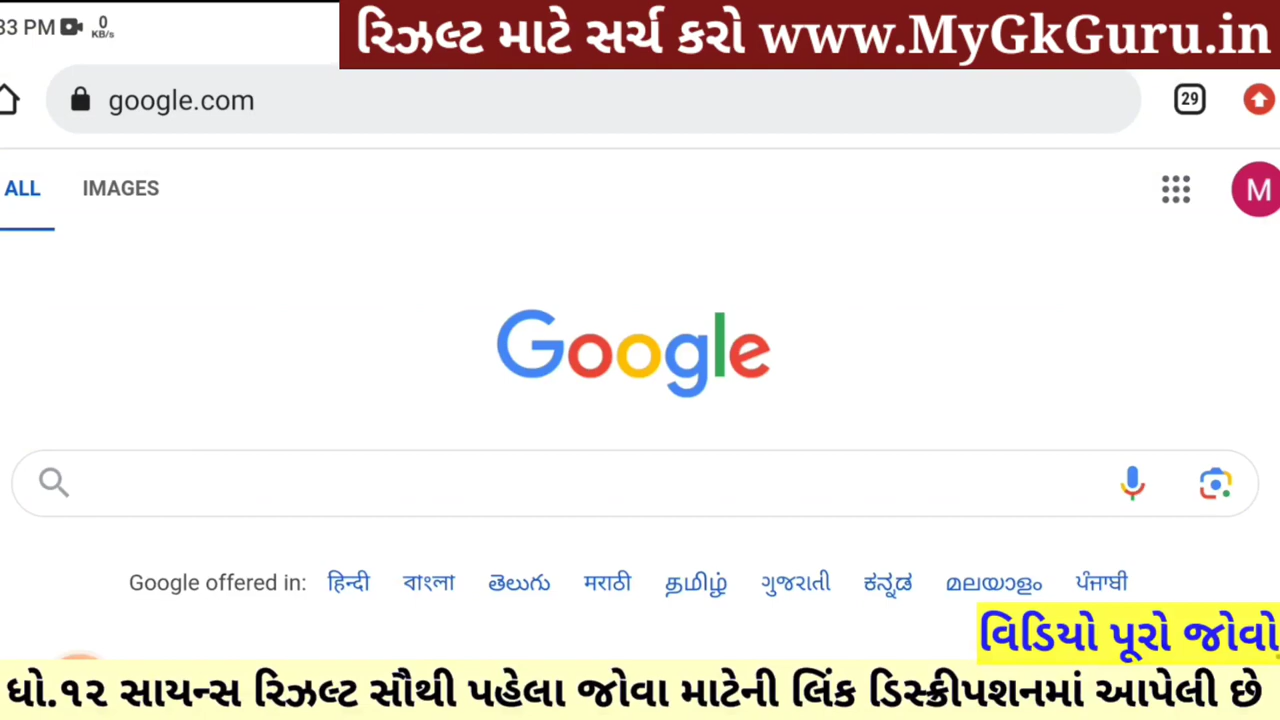 33 PM 0 KB/s
રિઝલ્ટ માટે સર્ચ કરો www.MyGkGuru.in
google.com 29
ALL IMAGES M
Google
Google offered in: हिन्दी বাংলা తెలుగు मराठी தமிழ் ગુજરાતી ಕನ್ನಡ മലയാളം ਪੰਜਾਬੀ
વિડિયો પૂરો જોવો
ધો.૧૨ સાયન્સ રિઝલ્ટ સૌથી પહેલા જોવા માટેની લિંક ડિસ્ક્રીપશનમાં આપેલી છે